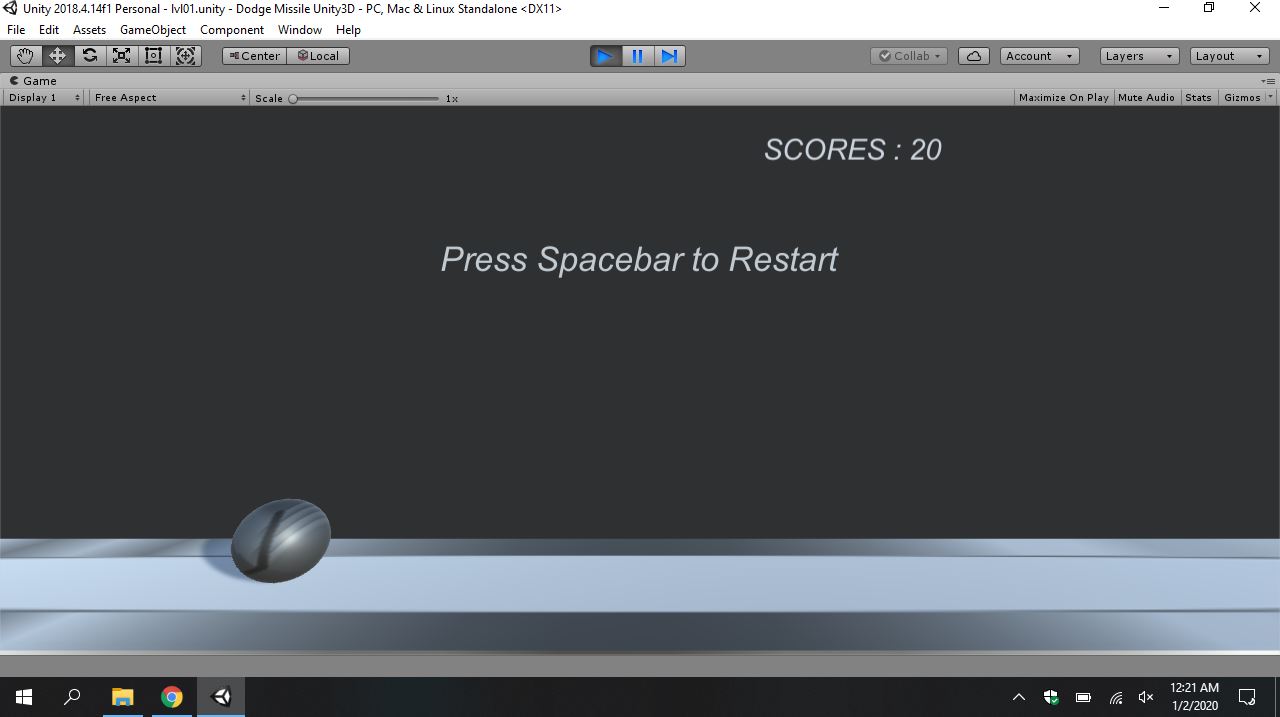 Unity 2018.4.14f1 Personal - lvl01.unity - Dodge Missile Unity3D - PC, Mac & Linux Standalone <DX11>
File Edit Assets GameObject Component Window Help
Center Local Collab Account Layers Layout
Game
Display 1 Free Aspect Scale 1x Maximize On Play Mute Audio Stats Gizmos
SCORES : 20
Press Spacebar to Restart
12:21 AM
1/2/2020